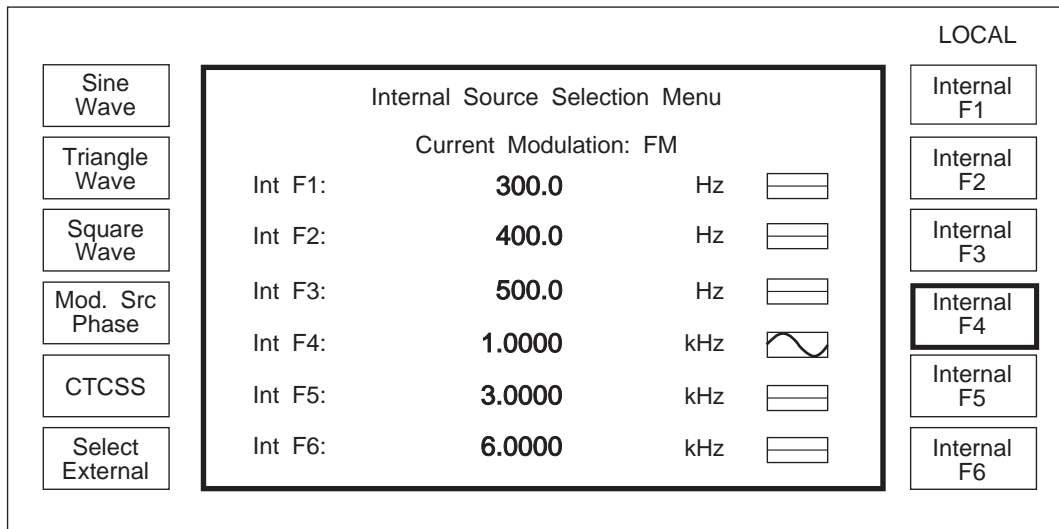 LOCAL
Sine
Wave
Triangle
Wave
Square
Wave
Mod. Src
Phase
CTCSS
Select
External
Internal Source Selection Menu
Current Modulation: FM
Int F1: 300.0 Hz
Int F2: 400.0 Hz
Int F3: 500.0 Hz
Int F4: 1.0000 kHz
Int F5: 3.0000 kHz
Int F6: 6.0000 kHz
Internal
F1
Internal
F2
Internal
F3
Internal
F4
Internal
F5
Internal
F6